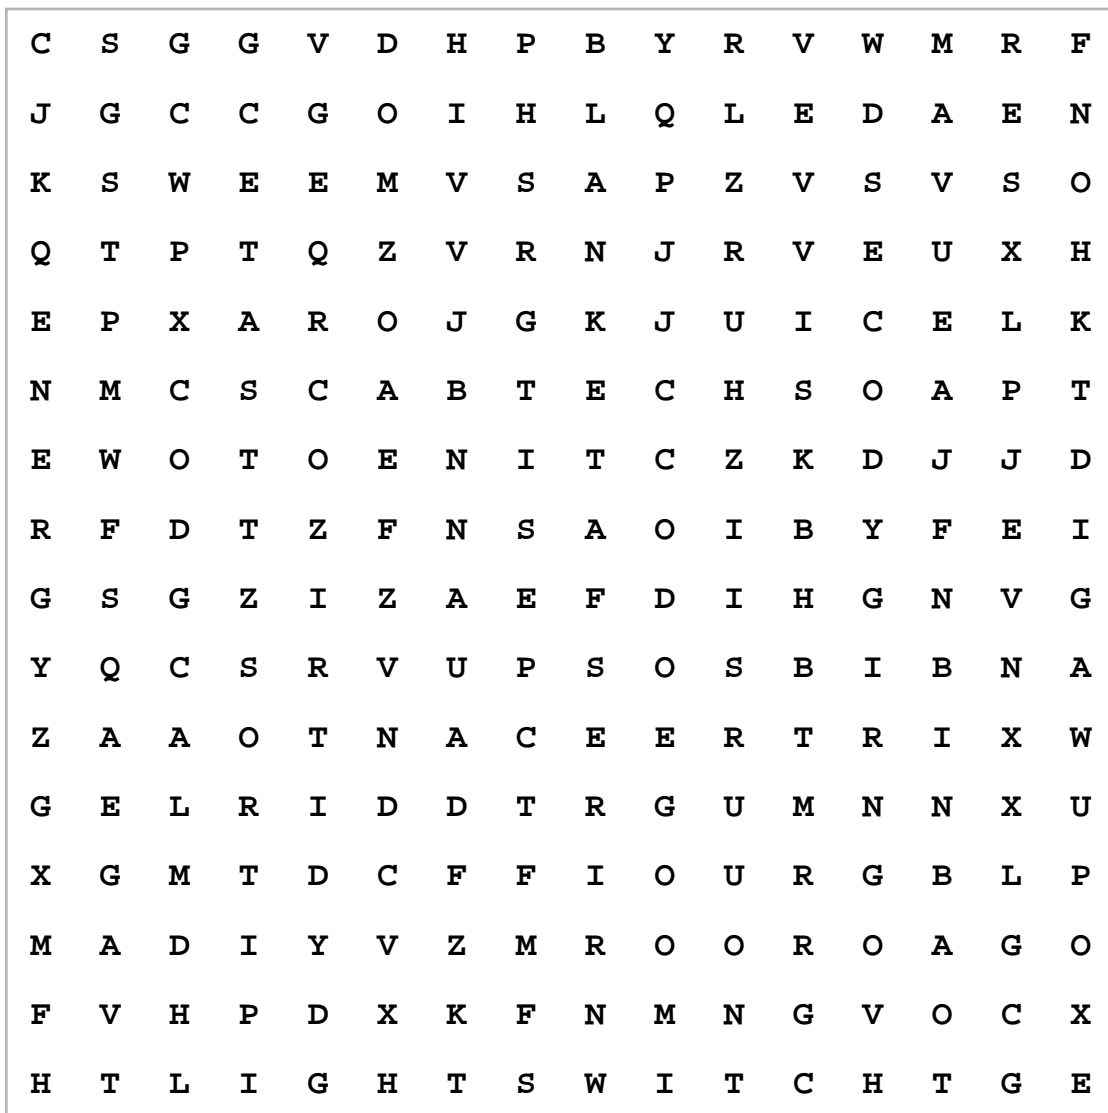 C S G G V D H P B Y R V W M R F
J G C C G O I H L Q L E D A E N
K S W E E M V S A P Z V S V S O
Q T P T Q Z V R N J R V E U X H
E P X A R O J G K J U I C E L K
N M C S C A B T E C H S O A P T
E W O T O E N I T C Z K D J J D
R F D T Z F N S A O I B Y F E I
G S G Z I Z A E F D I H G N V G
Y Q C S R V U P S O S B I B N A
Z A A O T N A C E E R T R I X W
G E L R I D D T R G U M N N X U
X G M T D C F F I O U R G B L P
M A D I Y V Z M R O O R O A G O
F V H P D X K F N M N G V O C X
H T L I G H T S W I T C H T G E